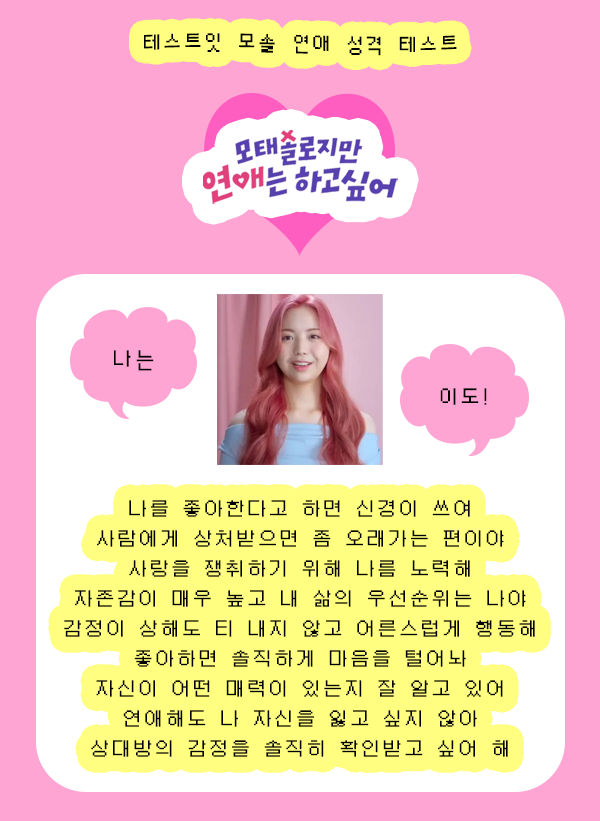 테스트잇 모솔 연애 성격 테스트
모태솔로지만
연애는 하고싶어
나는
이도!
나를 좋아한다고 하면 신경이 쓰여
사람에게 상처받으면 좀 오래가는 편이야
사랑을 쟁취하기 위해 나름 노력해
자존감이 매우 높고 내 삶의 우선순위는 나야
감정이 상해도 티 내지 않고 어른스럽게 행동해
좋아하면 솔직하게 마음을 털어놔
자신이 어떤 매력이 있는지 잘 알고 있어
연애해도 나 자신을 잃고 싶지 않아
상대방의 감정을 솔직히 확인받고 싶어 해